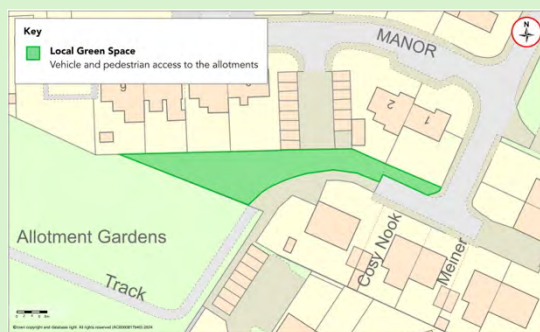 Key
Local Green Space
Vehicle and pedestrian access to the allotments
MANOR
N
6
2
1
Allotment Gardens
Track
Cosy Nook
Meiner